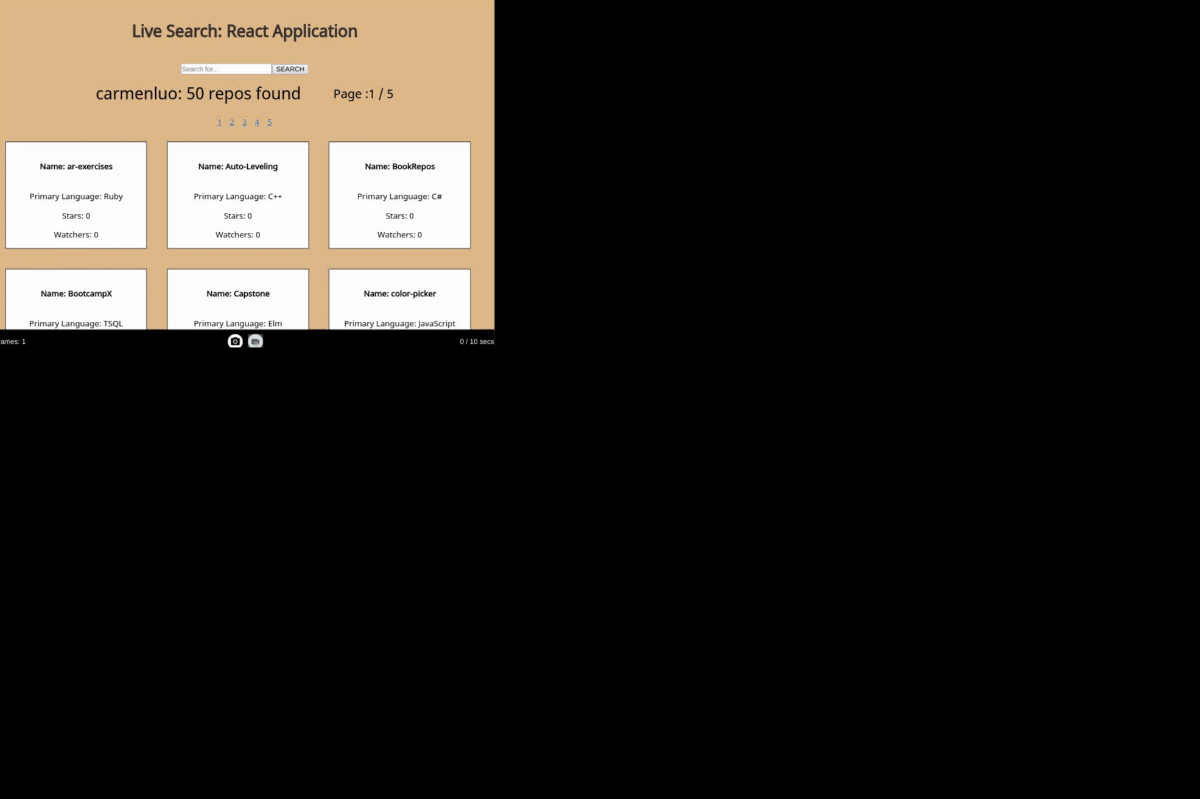 Live Search: React Application
Search for... SEARCH
carmenluo: 50 repos found Page :1 / 5
1 2 3 4 5
Name: ar-exercises Name: Auto-Leveling Name: BookRepos
Primary Language: Ruby Primary Language: C++ Primary Language: C#
Stars: 0 Stars: 0 Stars: 0
Watchers: 0 Watchers: 0 Watchers: 0
Name: BootcampX Name: Capstone Name: color-picker
Primary Language: TSQL Primary Language: Elm Primary Language: JavaScript
ames: 1 0 / 10 secs